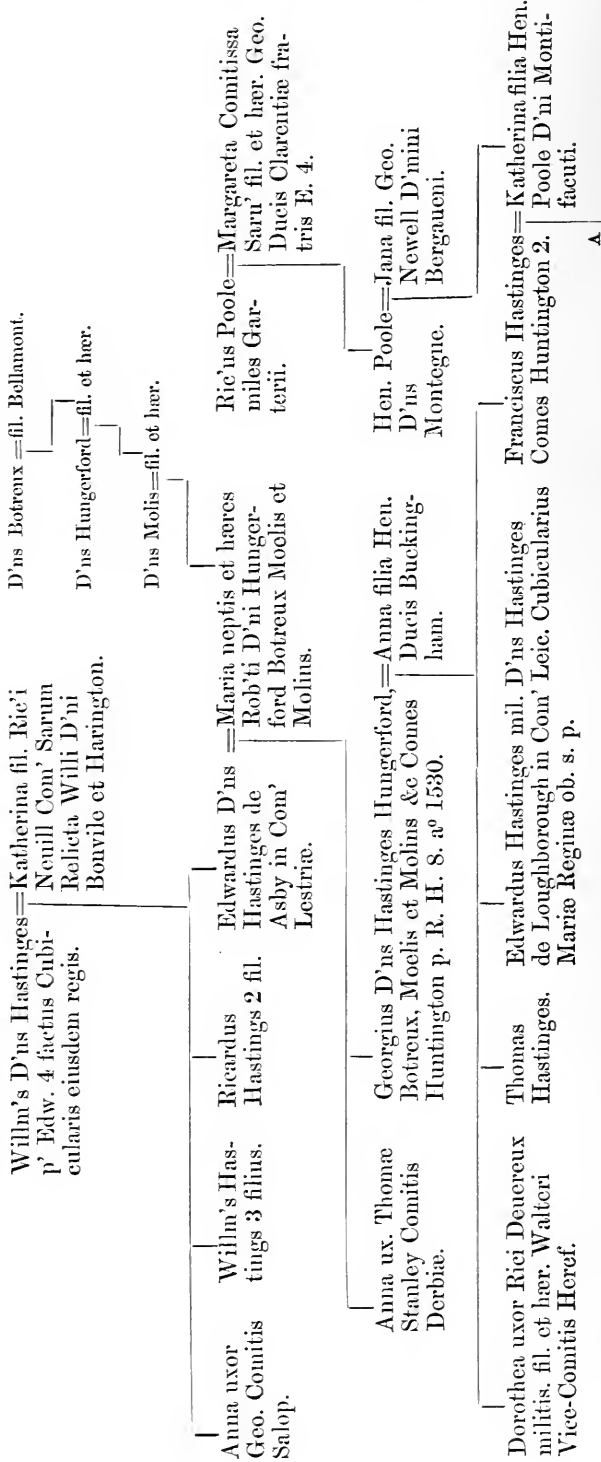 Willm's D'ns Hastinges=Katherina fil. Ric'i
p' Edw. 4 factus Cubi- Neuill Com' Sarum
cularis eiusdem regis. Relicta Willi D'ni
Bonvile et Harington.
D'ns Botreux=fil. Bellamont.
D'ns Hungerford=fil. et hær.
D'ns Molis=fil. et hær.
Anna uxor
Geo. Comitis
Salop.
Willm's Has-
tings 3 filius.
Ricardus
Hastings 2 fil.
Edwardus D'ns
Hastinges de
Asby in Com'
Lestriæ.
=Maria neptis et hæres
Rob'ti D'ni Hunger-
ford Botreux Moelis et
Molins.
Ric'us Poole=Margareta Comitissa
miles Gar- Saru' fil. et hær. Geo.
terii. Ducis Clarentiæ fra-
tris E. 4.
Anna ux. Thomæ
Stanley Comitis
Derbiæ.
Georgius D'ns Hastinges Hungerford,=Anna filia Hen.
Botreux, Moelis et Molins &c Comes Ducis Bucking-
Huntington p. R. H. 8. aº 1530. ham.
Hen. Poole=Jana fil. Geo.
D'ns Newell D'mini
Montegue. Bergaueni.
Dorothea uxor Rici Deuereux
militis. fil. et hær. Walteri
Vice-Comitis Heref.
Thomas
Hastinges.
Edwardus Hastinges mil. D'ns Hastinges
de Loughborough in Com' Leic. Cubicularius
Mariæ Reginæ ob. s. p.
Franciscus Hastinges=Katherina filia Hen.
Comes Huntington 2. Poole D'ni Monti-
facuti.
A